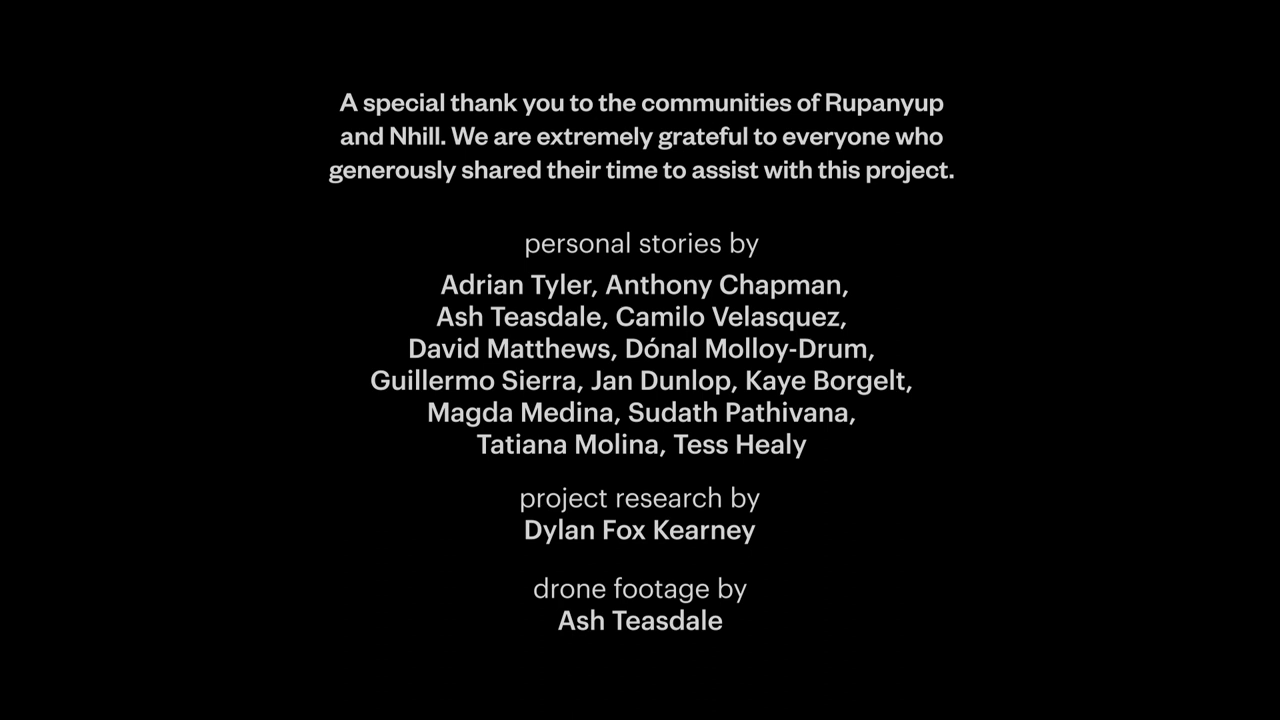 A special thank you to the communities of Rupanyup
and Nhill. We are extremely grateful to everyone who
generously shared their time to assist with this project.
personal stories by
Adrian Tyler, Anthony Chapman,
Ash Teasdale, Camilo Velasquez,
David Matthews, Dónal Molloy-Drum,
Guillermo Sierra, Jan Dunlop, Kaye Borgelt,
Magda Medina, Sudath Pathivana,
Tatiana Molina, Tess Healy
project research by
Dylan Fox Kearney
drone footage by
Ash Teasdale